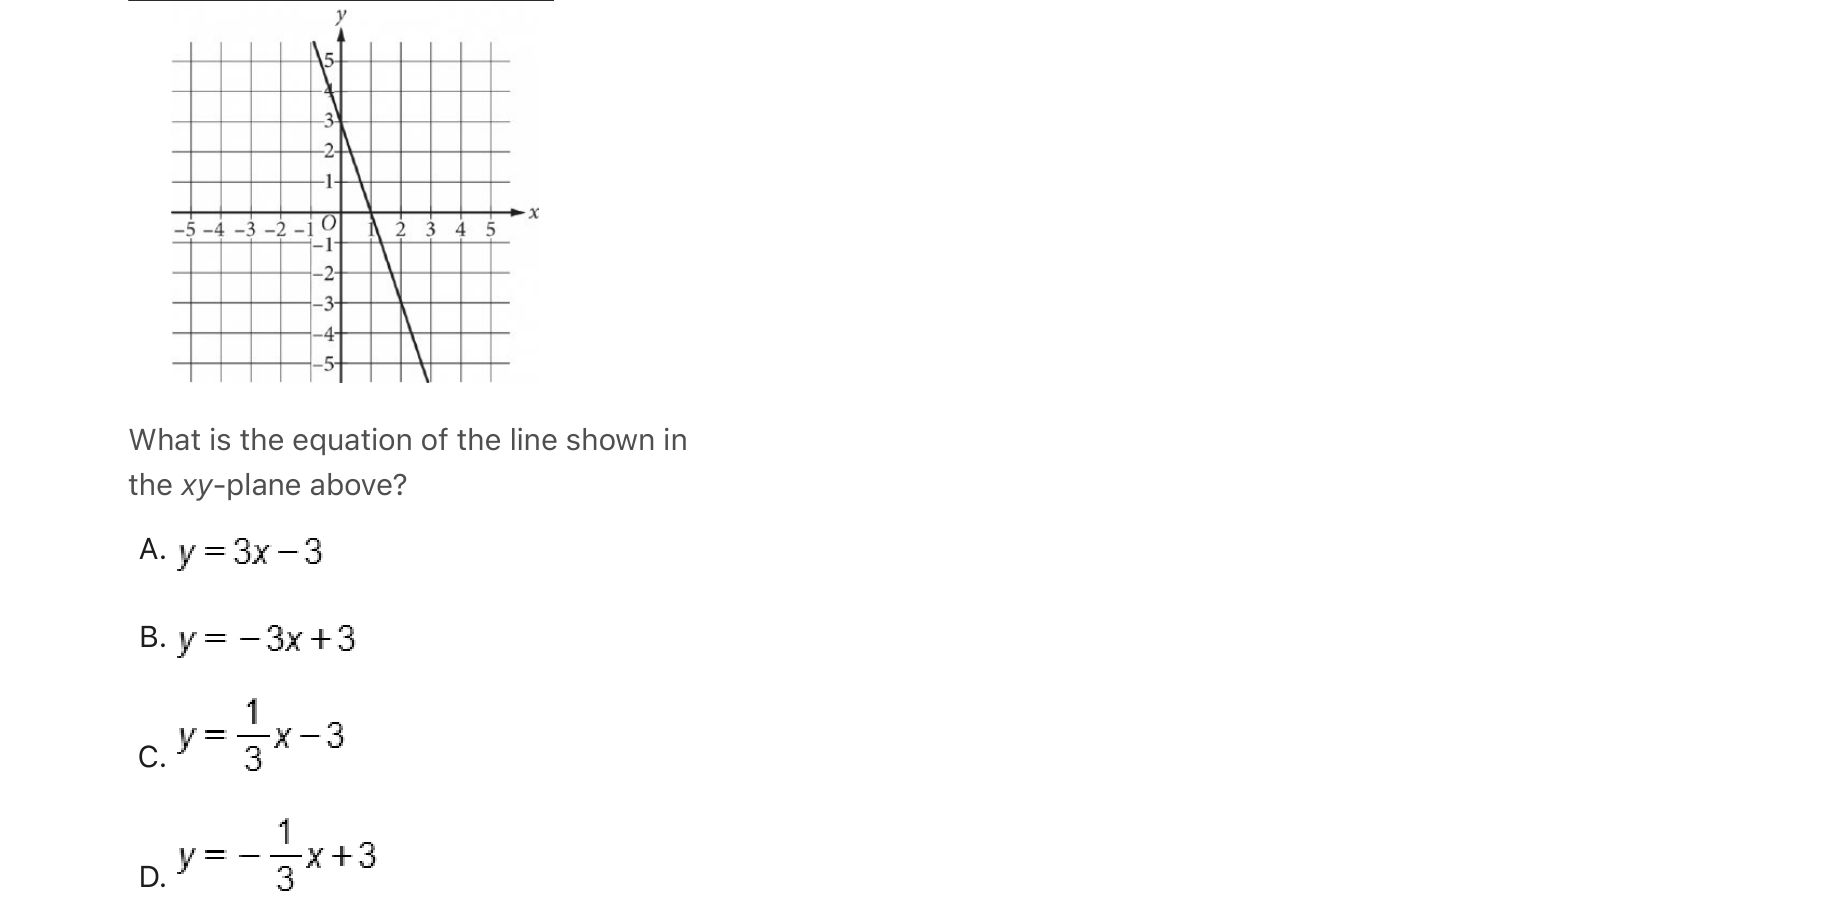 y
5
4
3
2
1
-5 -4 -3 -2 -1 O 1 2 3 4 5 x
-1
-2
-3
-4
-5
What is the equation of the line shown in
the xy-plane above?
A. y = 3x − 3
B. y = − 3x + 3
C. y = 1/3 x − 3
D. y = − 1/3 x + 3